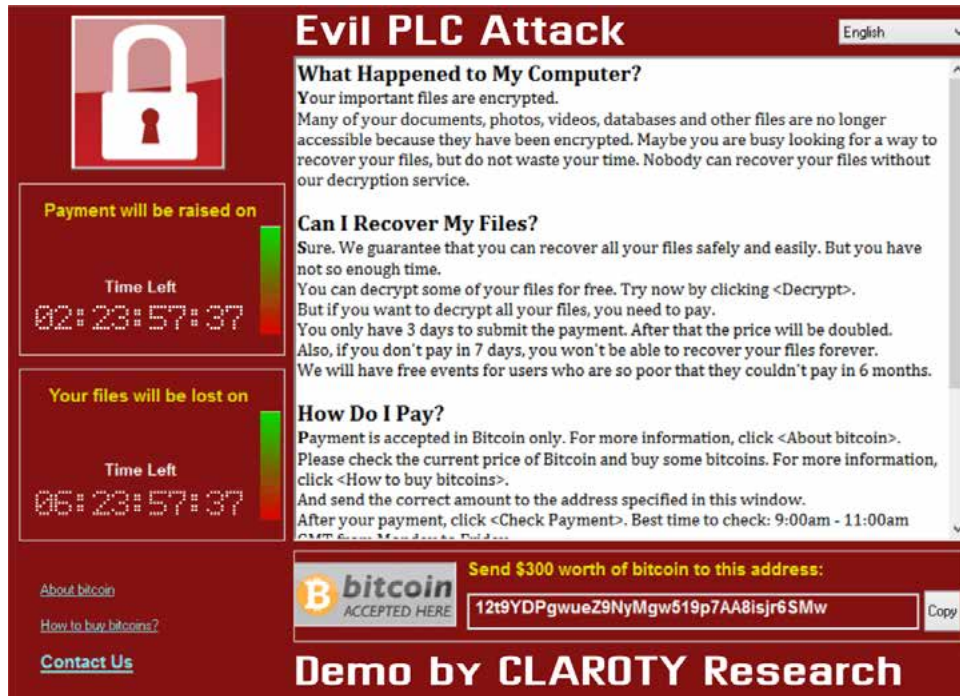 Evil PLC Attack
English
What Happened to My Computer?
Your important files are encrypted.
Many of your documents, photos, videos, databases and other files are no longer
accessible because they have been encrypted. Maybe you are busy looking for a way to
recover your files, but do not waste your time. Nobody can recover your files without
our decryption service.
Can I Recover My Files?
Sure. We guarantee that you can recover all your files safely and easily. But you have
not so enough time.
You can decrypt some of your files for free. Try now by clicking <Decrypt>.
But if you want to decrypt all your files, you need to pay.
You only have 3 days to submit the payment. After that the price will be doubled.
Also, if you don't pay in 7 days, you won't be able to recover your files forever.
We will have free events for users who are so poor that they couldn't pay in 6 months.
How Do I Pay?
Payment is accepted in Bitcoin only. For more information, click <About bitcoin>.
Please check the current price of Bitcoin and buy some bitcoins. For more information,
click <How to buy bitcoins>.
And send the correct amount to the address specified in this window.
After your payment, click <Check Payment>. Best time to check: 9:00am - 11:00am
GMT from Monday to Friday.
Payment will be raised on
Time Left
02:23:57:37
Your files will be lost on
Time Left
06:23:57:37
About bitcoin
How to buy bitcoins?
Contact Us
bitcoin
ACCEPTED HERE
Send $300 worth of bitcoin to this address:
12t9YDPgwueZ9NyMgw519p7AA8isjr6SMw
Copy
Demo by CLAROTY Research